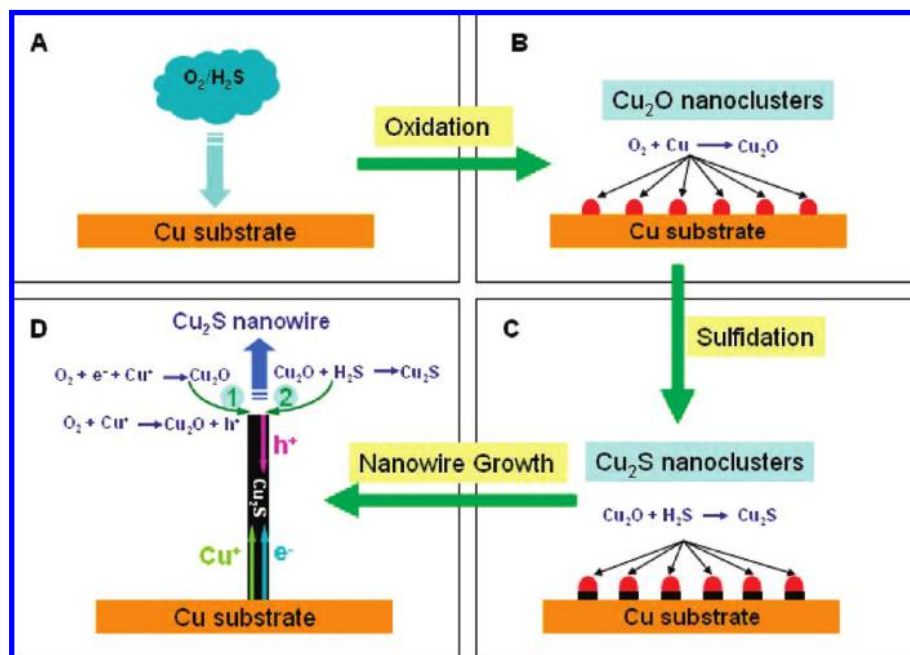 A
O₂/H₂S
Cu substrate
Oxidation
B
Cu₂O nanoclusters
O₂ + Cu → Cu₂O
Cu substrate
Sulfidation
C
Cu₂S nanoclusters
Cu₂O + H₂S → Cu₂S
Cu substrate
Nanowire Growth
D
Cu₂S nanowire
O₂ + e⁻ + Cu⁺ → Cu₂O
Cu₂O + H₂S → Cu₂S
1
2
O₂ + Cu⁺ → Cu₂O + h⁺
h⁺
Cu₂S
Cu⁺
e⁻
Cu substrate